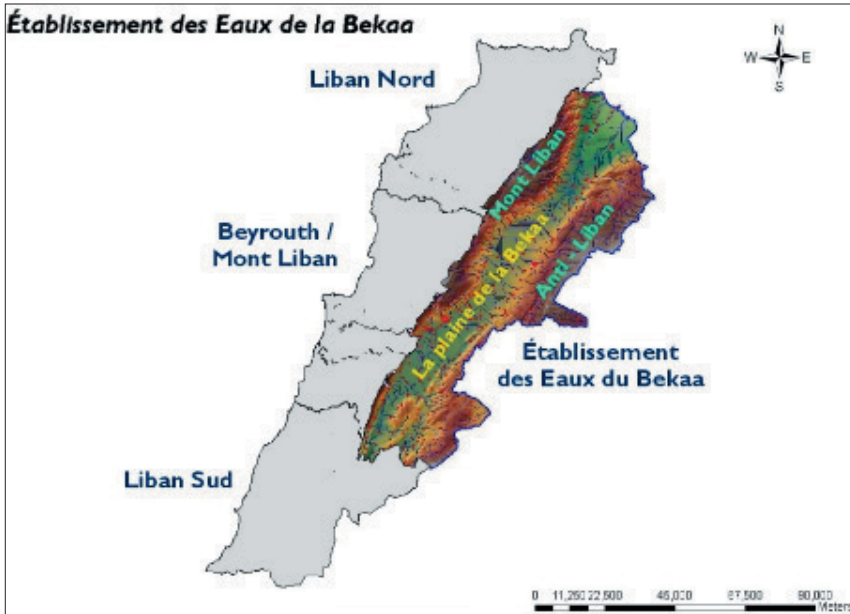 Établissement des Eaux de la Bekaa
N
W E
S
Liban Nord
Mont Liban
Beyrouth /
Mont Liban
La plaine de la Bekaa
Anti - Liban
Établissement
des Eaux du Bekaa
Liban Sud
0 11,250 22,500 45,000 67,500 90,000
Meters